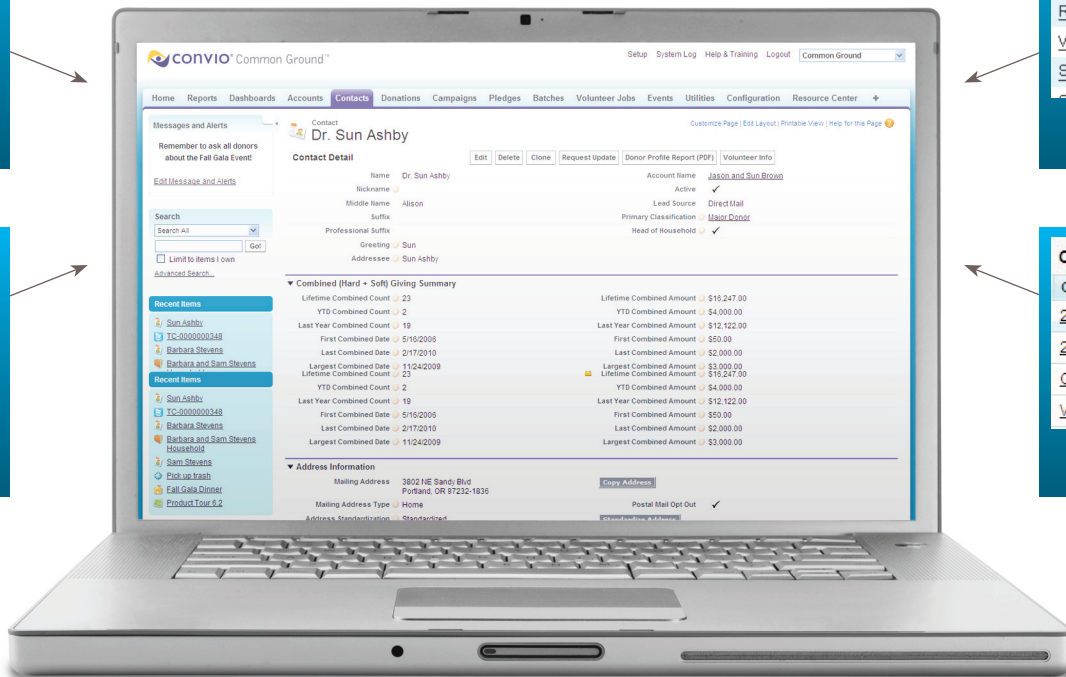 convio® Common Ground™
Setup System Log Help & Training Logout Common Ground
Home Reports Dashboards Accounts Contacts Donations Campaigns Pledges Batches Volunteer Jobs Events Utilities Configuration Resource Center +
Messages and Alerts
Remember to ask all donors
about the Fall Gala Event!
Edit Message and Alerts
Search
Search All
Go!
Limit to items I own
Advanced Search...
Recent Items
Sun Ashby
TC-0000000348
Barbara Stevens
Barbara and Sam Stevens
Recent Items
Sun Ashby
TC-0000000348
Barbara Stevens
Barbara and Sam Stevens
Household
Sam Stevens
Pick up trash
Fall Gala Dinner
Product Tour 6.2
Contact
Dr. Sun Ashby
Customize Page | Edit Layout | Printable View | Help for this Page
Contact Detail
Edit Delete Clone Request Update Donor Profile Report (PDF) Volunteer Info
Name Dr. Sun Ashby Account Name Jason and Sun Brown
Nickname Active ✓
Middle Name Alison Lead Source Direct Mail
Suffix Primary Classification Major Donor
Professional Suffix Head of Household ✓
Greeting Sun
Addressee Sun Ashby
▼ Combined (Hard + Soft) Giving Summary
Lifetime Combined Count 23 Lifetime Combined Amount $16,247.00
YTD Combined Count 2 YTD Combined Amount $4,000.00
Last Year Combined Count 19 Last Year Combined Amount $12,122.00
First Combined Date 5/16/2006 First Combined Amount $50.00
Last Combined Date 2/17/2010 Last Combined Amount $2,000.00
Largest Combined Date 11/24/2009 Largest Combined Amount $3,000.00
Lifetime Combined Count 23 Lifetime Combined Amount $16,247.00
YTD Combined Count 2 YTD Combined Amount $4,000.00
Last Year Combined Count 19 Last Year Combined Amount $12,122.00
First Combined Date 5/16/2006 First Combined Amount $50.00
Last Combined Date 2/17/2010 Last Combined Amount $2,000.00
Largest Combined Date 11/24/2009 Largest Combined Amount $3,000.00
▼ Address Information
Mailing Address 3802 NE Sandy Blvd Copy Address
Portland, OR 97232-1836
Mailing Address Type Home Postal Mail Opt Out ✓
Address Standardization Standardized